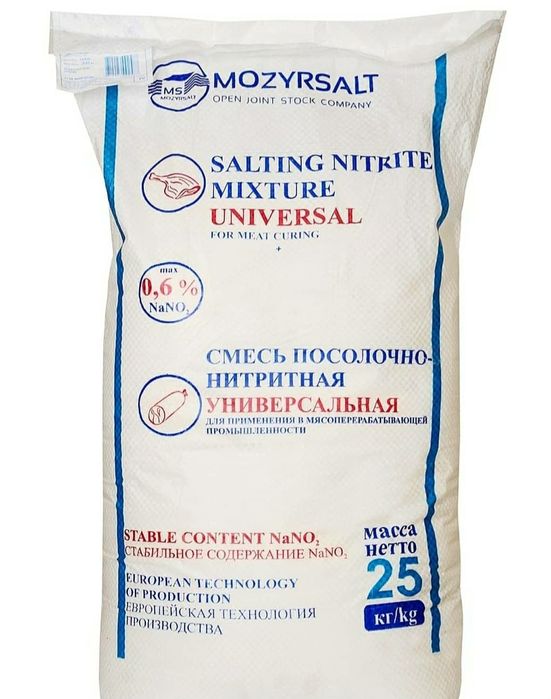 MOZYRSALT
OPEN JOINT STOCK COMPANY
MS
MOZYRSALT
SALTING NITRITE
MIXTURE
UNIVERSAL
FOR MEAT CURING
+
max
0,6 %
NaNO₂
СМЕСЬ ПОСОЛОЧНО-
НИТРИТНАЯ
УНИВЕРСАЛЬНАЯ
ДЛЯ ПРИМЕНЕНИЯ В МЯСОПЕРЕРАБАТЫВАЮЩЕЙ
ПРОМЫШЛЕННОСТИ
STABLE CONTENT NaNO₂
СТАБИЛЬНОЕ СОДЕРЖАНИЕ NaNO₂
EUROPEAN TECHNOLOGY
OF PRODUCTION
ЕВРОПЕЙСКАЯ ТЕХНОЛОГИЯ
ПРОИЗВОДСТВА
масса
нетто
25
кг/kg